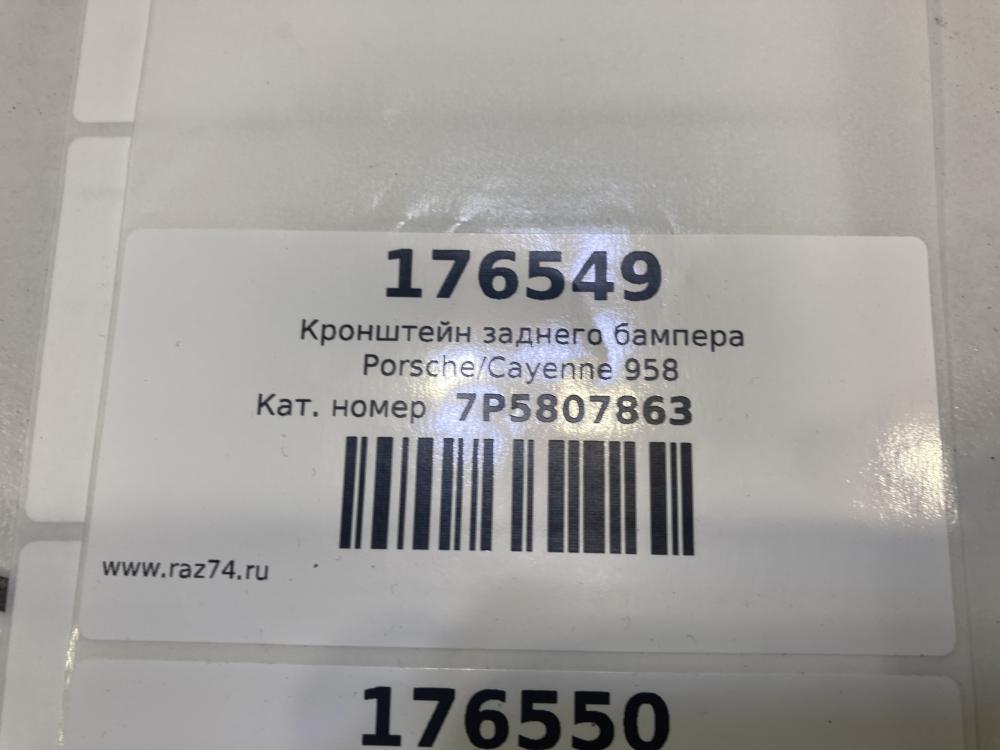 176549
Кронштейн заднего бампера
Porsche/Cayenne 958
Кат. номер 7P5807863
www.raz74.ru
176550